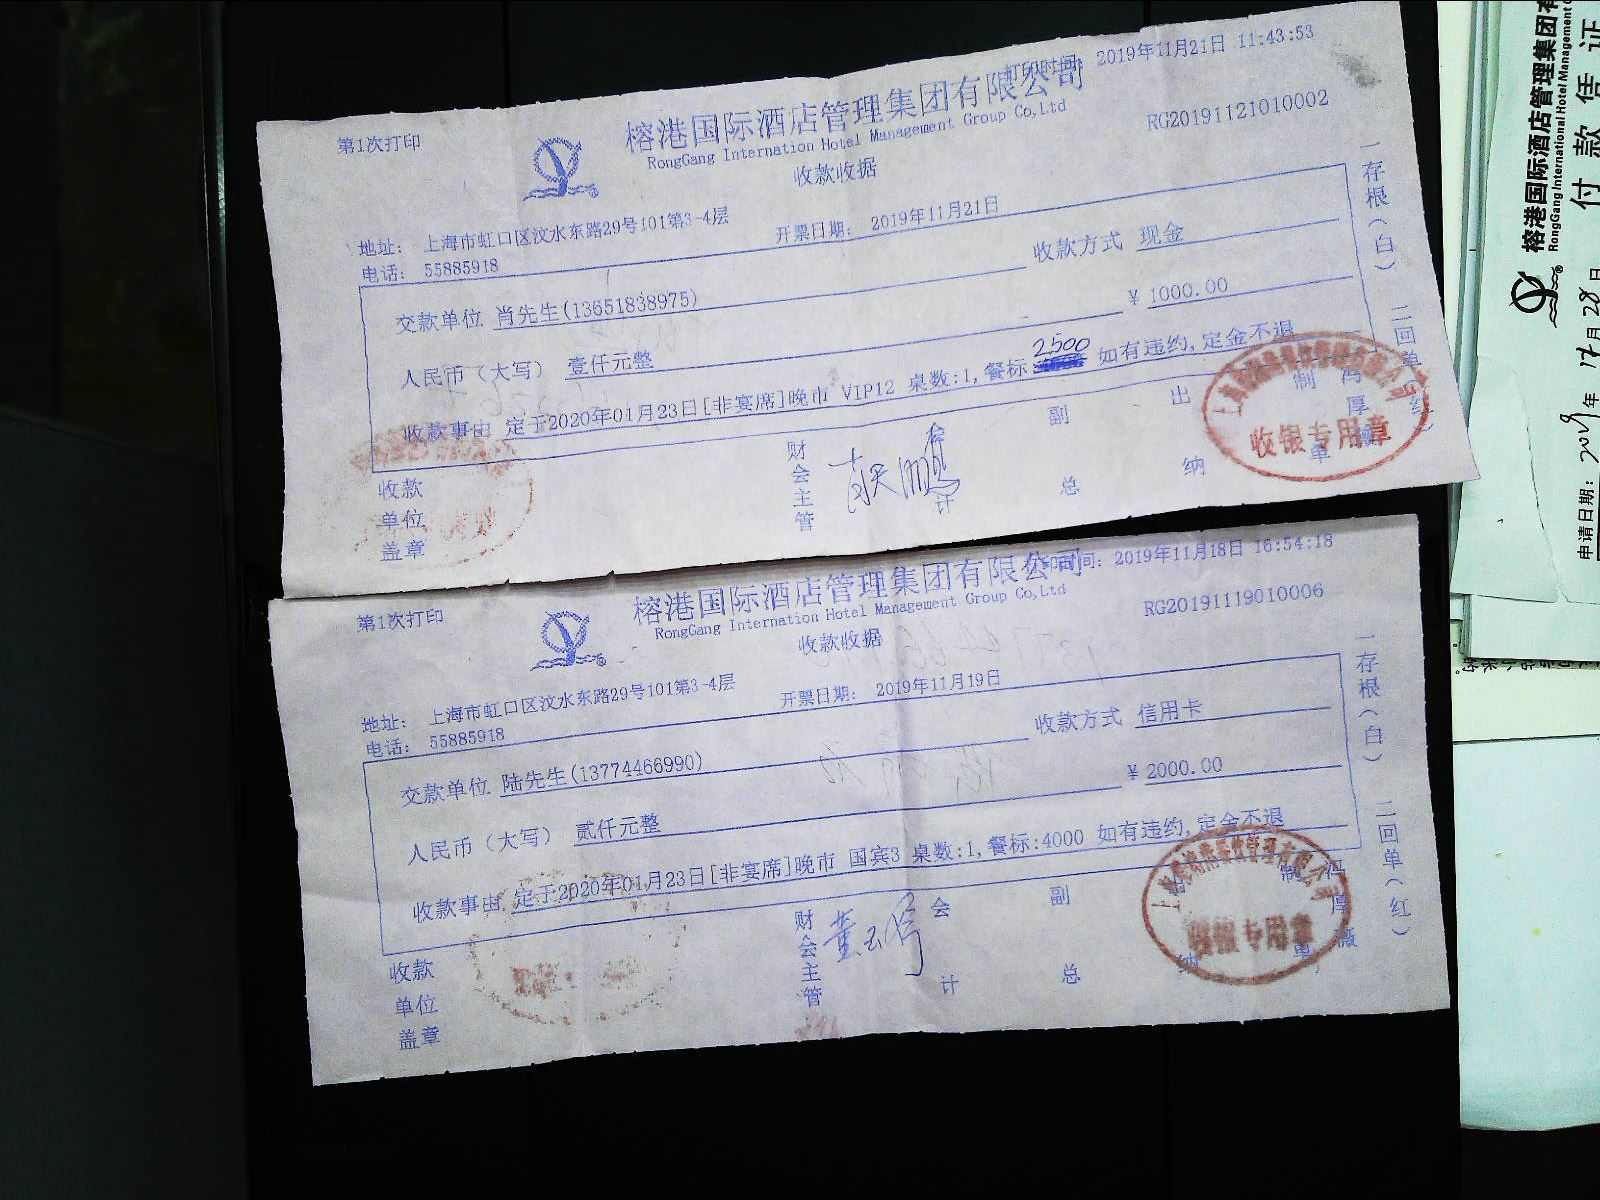 打印时间: 2019年11月21日 11:43:53
第1次打印
榕港国际酒店管理集团有限公司
RongGang Internation Hotel Management Group Co,Ltd
RG20191121010002
收款收据
地址: 上海市虹口区汶水东路29号101第3-4层
电话: 55885918
开票日期: 2019年11月21日
交款单位 肖先生(13651838975)
收款方式 现金
人民币(大写) 壹仟元整
¥ 1000.00
收款事由 定于2020年01月23日[非宴席]晚市 VIP12 桌数:1,餐标 2500 如有违约,定金不退
收款单位盖章
财会主管
计
副总
出纳
制单
冯厚
收银专用章
一存根(白) 二回单(红)
打印时间: 2019年11月18日 16:54:18
第1次打印
榕港国际酒店管理集团有限公司
RongGang Internation Hotel Management Group Co,Ltd
RG20191119010006
收款收据
地址: 上海市虹口区汶水东路29号101第3-4层
电话: 55885918
开票日期: 2019年11月19日
交款单位 陆先生(13774466990)
收款方式 信用卡
人民币(大写) 贰仟元整
¥ 2000.00
收款事由 定于2020年01月23日[非宴席]晚市 国宾3 桌数:1,餐标:4000 如有违约,定金不退
收款单位盖章
财会主管
会计
副总
出纳
制单
冯厚薇
收银专用章
一存根(白) 二回单(红)
榕港国际酒店管理集团有
RongGang International Hotel Management
付款凭证
申请日期: 2019年12月28日